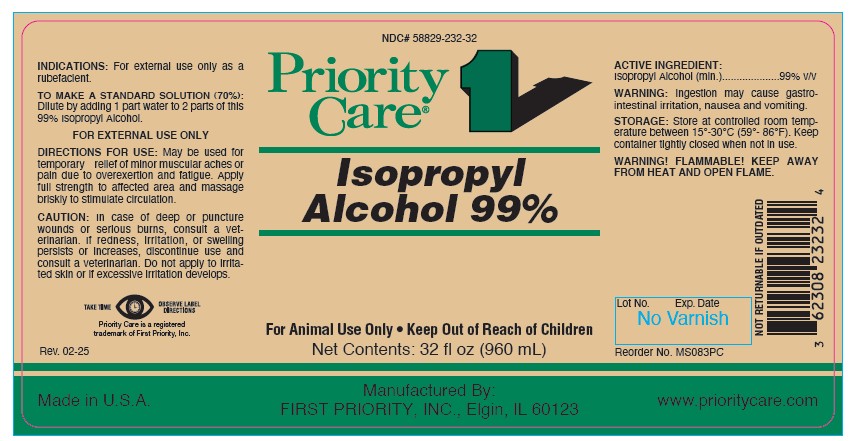 NDC# 58829-232-32
INDICATIONS: For external use only as a
rubefacient.
TO MAKE A STANDARD SOLUTION (70%):
Dilute by adding 1 part water to 2 parts of this
99% Isopropyl Alcohol.
FOR EXTERNAL USE ONLY
DIRECTIONS FOR USE: May be used for
temporary relief of minor muscular aches or
pain due to overexertion and fatigue. Apply
full strength to affected area and massage
briskly to stimulate circulation.
CAUTION: In case of deep or puncture
wounds or serious burns, consult a vet-
erinarian. If redness, irritation, or swelling
persists or increases, discontinue use and
consult a veterinarian. Do not apply to irrita-
ted skin or if excessive irritation develops.
TAKE TIME OBSERVE LABEL
DIRECTIONS
Priority Care is a registered
trademark of First Priority, Inc.
Rev. 02-25
Priority
Care®
1
Isopropyl
Alcohol 99%
For Animal Use Only • Keep Out of Reach of Children
Net Contents: 32 fl oz (960 mL)
ACTIVE INGREDIENT:
Isopropyl Alcohol (min.)....................99% V/V
WARNING: Ingestion may cause gastro-
intestinal irritation, nausea and vomiting.
STORAGE: Store at controlled room temp-
erature between 15°-30°C (59°- 86°F). Keep
container tightly closed when not in use.
WARNING! FLAMMABLE! KEEP AWAY
FROM HEAT AND OPEN FLAME.
NOT RETURNABLE IF OUTDATED
3 62308 23232 4
Lot No. Exp. Date
No Varnish
Reorder No. MS083PC
Made in U.S.A.
Manufactured By:
FIRST PRIORITY, INC., Elgin, IL 60123
www.prioritycare.com